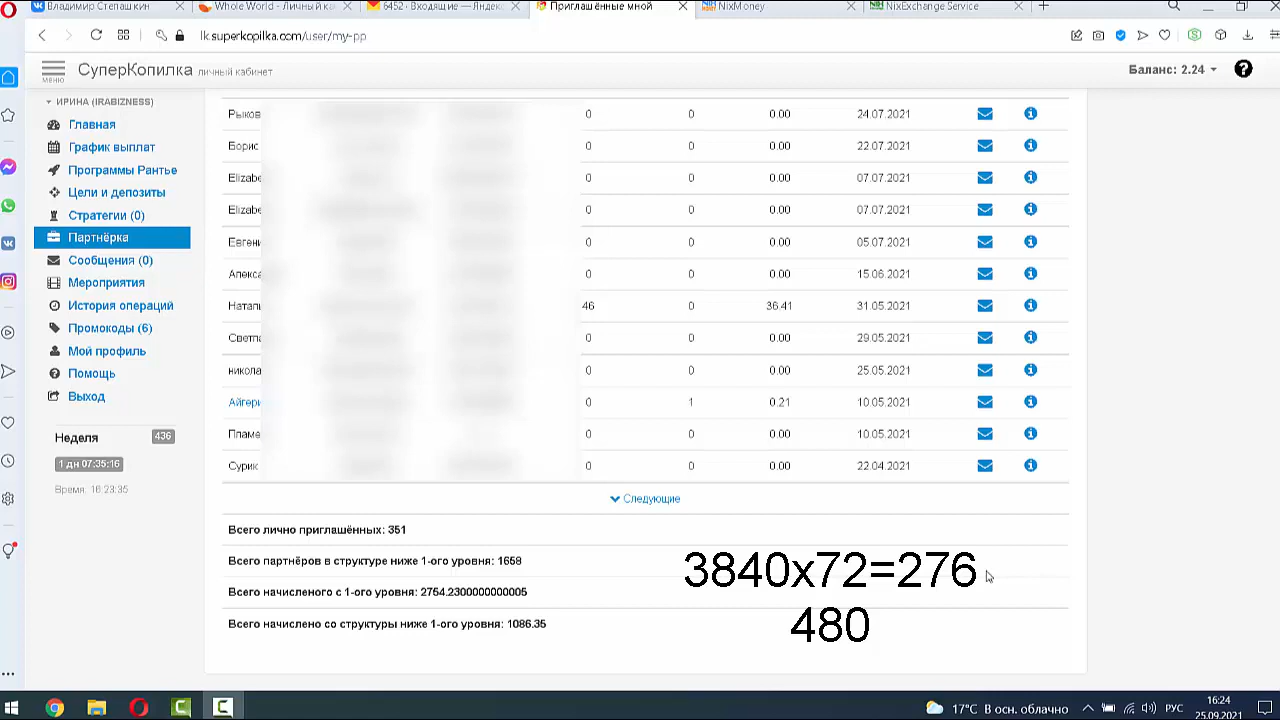 Владимир Степашкин
Whole World - Личный ка
6452 · Входящие — Яндекс
Приглашённые мной
NixMoney
NixExchange Service
lk.superkopilka.com/user/my-pp
МЕНЮ
СуперКопилка личный кабинет
Баланс: 2.24
ИРИНА (IRABIZNESS)
Главная
График выплат
Программы Рантье
Цели и депозиты
Стратегии (0)
Партнёрка
Сообщения (0)
Мероприятия
История операций
Промокоды (6)
Мой профиль
Помощь
Выход
Неделя 436
1 дн 07:35:16
Время: 16:23:35
Рыков 0 0 0.00 24.07.2021
Борис 0 0 0.00 22.07.2021
Elizabe 0 0 0.00 07.07.2021
Elizabe 0 0 0.00 07.07.2021
Евгени 0 0 0.00 05.07.2021
Алекса 0 0 0.00 15.06.2021
Наталь 46 0 36.41 31.05.2021
Светла 0 0 0.00 29.05.2021
никола 0 0 0.00 25.05.2021
Айгери 0 1 0.21 10.05.2021
Пламе 0 0 0.00 10.05.2021
Сурик 0 0 0.00 22.04.2021
Следующие
Всего лично приглашённых: 351
Всего партнёров в структуре ниже 1-ого уровня: 1658
Всего начисленого с 1-ого уровня: 2754.2300000000005
Всего начислено со структуры ниже 1-ого уровня: 1086.35
3840x72=276
480
17°C В осн. облачно
РУС
16:24
25.09.2021